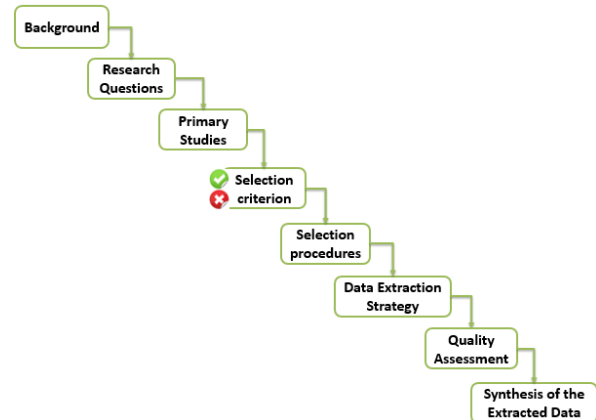 Background
Research
Questions
Primary
Studies
Selection
criterion
Selection
procedures
Data Extraction
Strategy
Quality
Assessment
Synthesis of the
Extracted Data